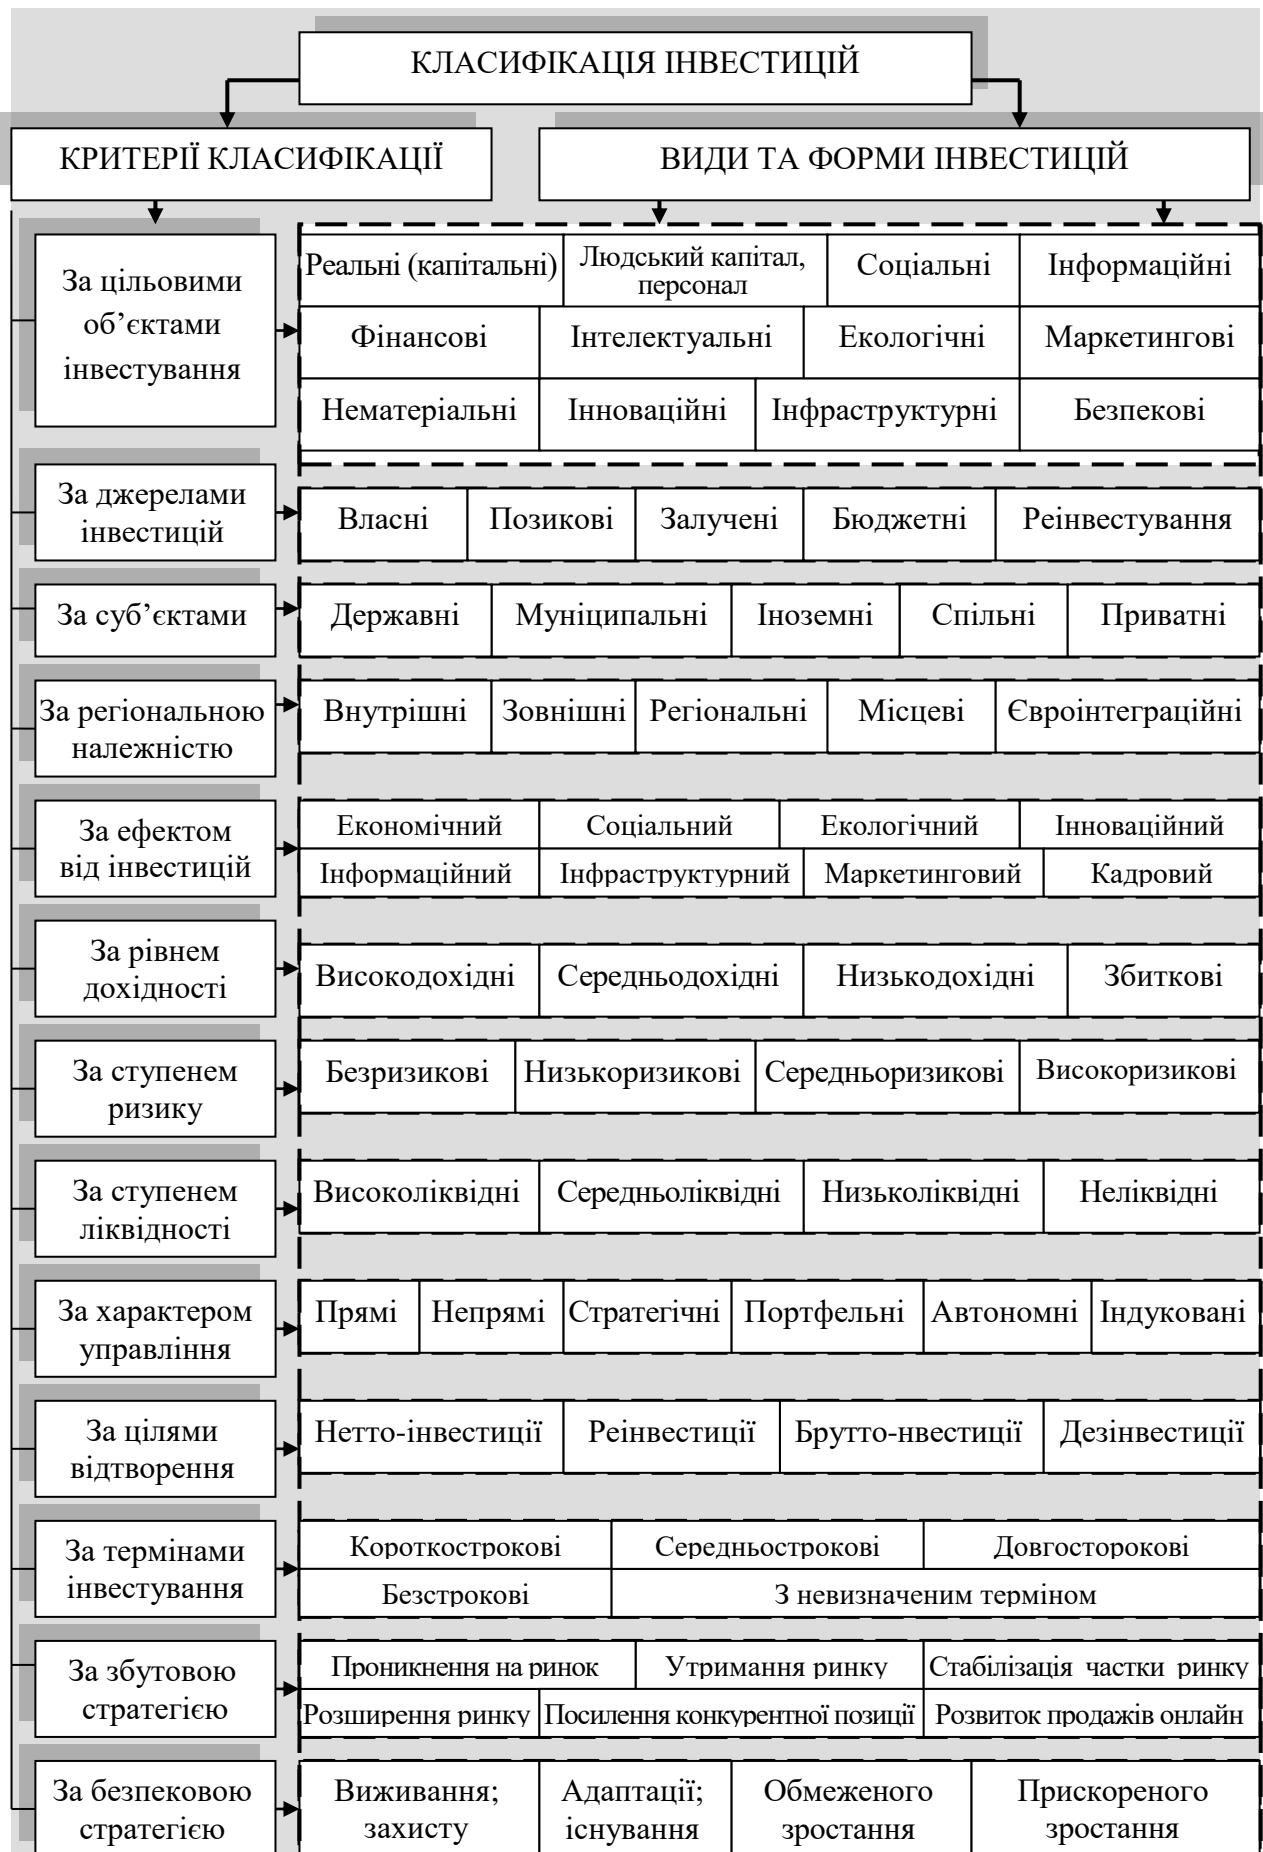 КЛАСИФІКАЦІЯ ІНВЕСТИЦІЙ
КРИТЕРІЇ КЛАСИФІКАЦІЇ
ВИДИ ТА ФОРМИ ІНВЕСТИЦІЙ
За цільовими
об’єктами
інвестування
Реальні (капітальні)
Людський капітал,
персонал
Соціальні
Інформаційні
Фінансові
Інтелектуальні
Екологічні
Маркетингові
Нематеріальні
Інноваційні
Інфраструктурні
Безпекові
За джерелами
інвестицій
Власні
Позикові
Залучені
Бюджетні
Реінвестування
За суб’єктами
Державні
Муніципальні
Іноземні
Спільні
Приватні
За регіональною
належністю
Внутрішні
Зовнішні
Регіональні
Місцеві
Євроінтеграційні
За ефектом
від інвестицій
Економічний
Соціальний
Екологічний
Інноваційний
Інформаційний
Інфраструктурний
Маркетинговий
Кадровий
За рівнем
дохідності
Високодохідні
Середньодохідні
Низькодохідні
Збиткові
За ступенем
ризику
Безризикові
Низькоризикові
Середньоризикові
Високоризикові
За ступенем
ліквідності
Високоліквідні
Середньоліквідні
Низьколіквідні
Неліквідні
За характером
управління
Прямі
Непрямі
Стратегічні
Портфельні
Автономні
Індуковані
За цілями
відтворення
Нетто-інвестиції
Реінвестиції
Брутто-нвестиції
Дезінвестиції
За термінами
інвестування
Короткострокові
Середньострокові
Довгосторокові
Безстрокові
З невизначеним терміном
За збутовою
стратегією
Проникнення на ринок
Утримання ринку
Стабілізація частки ринку
Розширення ринку
Посилення конкурентної позиції
Розвиток продажів онлайн
За безпековою
стратегією
Виживання;
захисту
Адаптації;
існування
Обмеженого
зростання
Прискореного
зростання